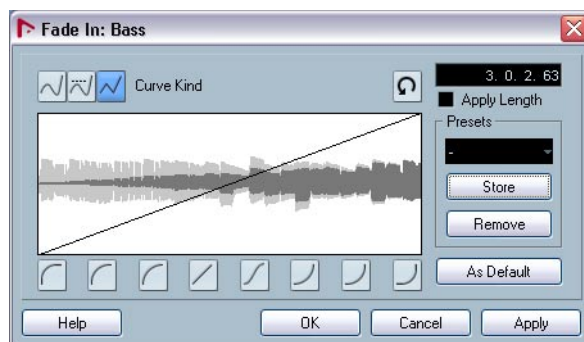 Fade In: Bass
Curve Kind
3. 0. 2. 63
Apply Length
Presets
-
Store
Remove
As Default
Help
OK
Cancel
Apply